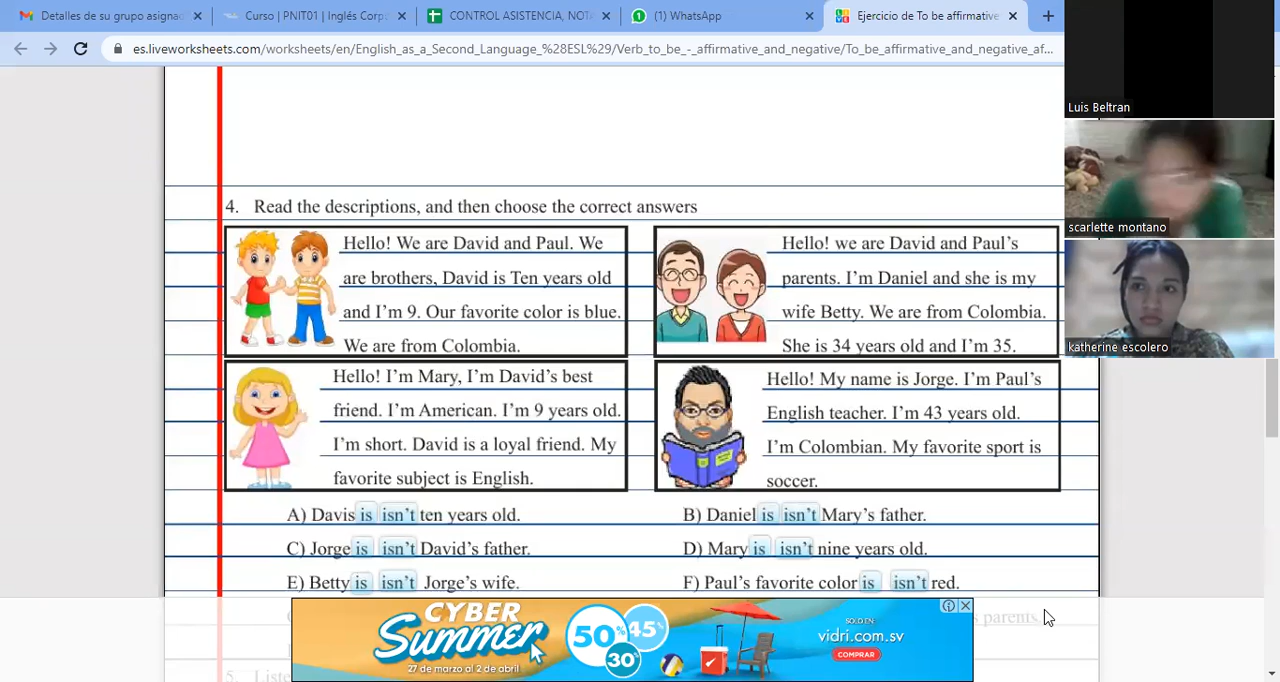 Detalles de su grupo asignad
Curso | PNIT01 | Inglés Corp
CONTROL ASISTENCIA, NOT
(1) WhatsApp
Ejercicio de To be affirmative
es.liveworksheets.com/worksheets/en/English_as_a_Second_Language_%28ESL%29/Verb_to_be_-_affirmative_and_negative/To_be_affirmative_and_negative_af...
Luis Beltran
scarlette montano
katherine escolero
4. Read the descriptions, and then choose the correct answers
Hello! We are David and Paul. We
are brothers. David is Ten years old
and I'm 9. Our favorite color is blue.
We are from Colombia.
Hello! we are David and Paul's
parents. I'm Daniel and she is my
wife Betty. We are from Colombia.
She is 34 years old and I'm 35.
Hello! I'm I'm David's best
friend. I'm American. I'm 9 years old.
I'm short. David is a loyal friend. My
favorite subject is English.
Hello! My name is Jorge. I'm Paul's
English teacher. I'm 43 years old.
I'm Colombian. My favorite sport is
soccer.
A) Davis is isn't ten years old.
B) Daniel is isn't Mary's father.
C) Jorge is isn't David's father.
D) Mary is isn't nine years old.
E) Betty is isn't Jorge's wife.
F) Paul's favorite color is isn't red.
parents.
CYBER
Summer
27 de marzo al 2 de abril
50% 45%
30%
SOLO EN:
vidri.com.sv
COMPRAR
5. Liste